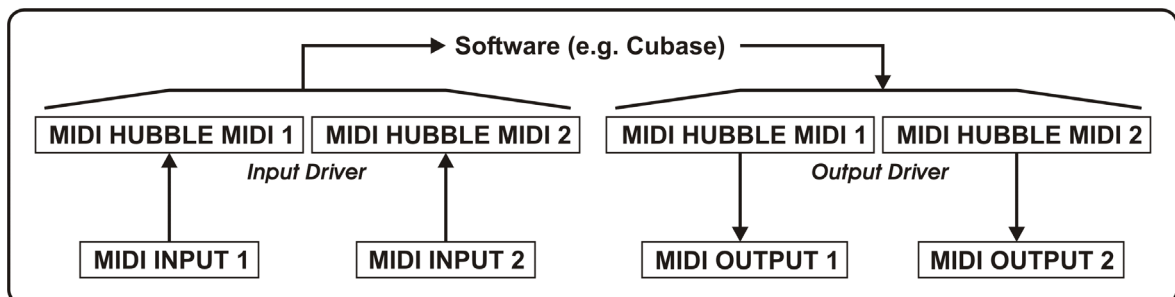 Software (e.g. Cubase)
MIDI HUBBLE MIDI 1 MIDI HUBBLE MIDI 2 MIDI HUBBLE MIDI 1 MIDI HUBBLE MIDI 2
Input Driver Output Driver
MIDI INPUT 1 MIDI INPUT 2 MIDI OUTPUT 1 MIDI OUTPUT 2